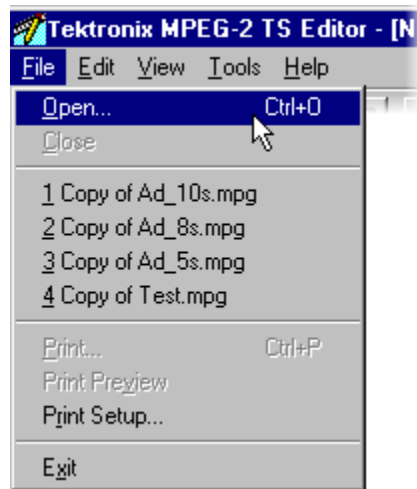 Tektronix MPEG-2 TS Editor - [N
File Edit View Tools Help
Open... Ctrl+O
Close
1 Copy of Ad_10s.mpg
2 Copy of Ad_8s.mpg
3 Copy of Ad_5s.mpg
4 Copy of Test.mpg
Print... Ctrl+P
Print Preview
Print Setup...
Exit